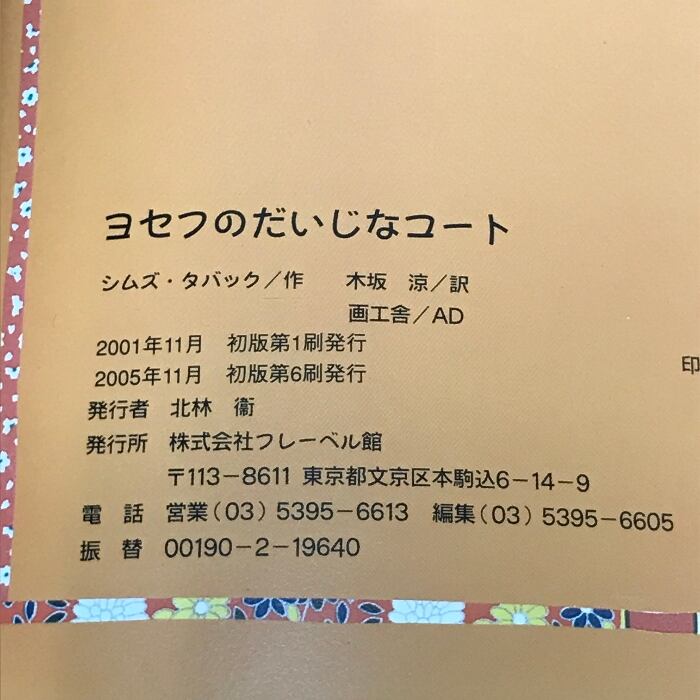 ヨセフのだいじなコート
シムズ・タバック／作　木坂　涼／訳
画工舎／AD
2001年11月　初版第1刷発行
2005年11月　初版第6刷発行
印
発行者　北林　衞
発行所　株式会社フレーベル館
〒113－8611 東京都文京区本駒込6－14－9
電　話　営業（03）5395－6613　編集（03）5395－6605
振　替　00190－2－19640